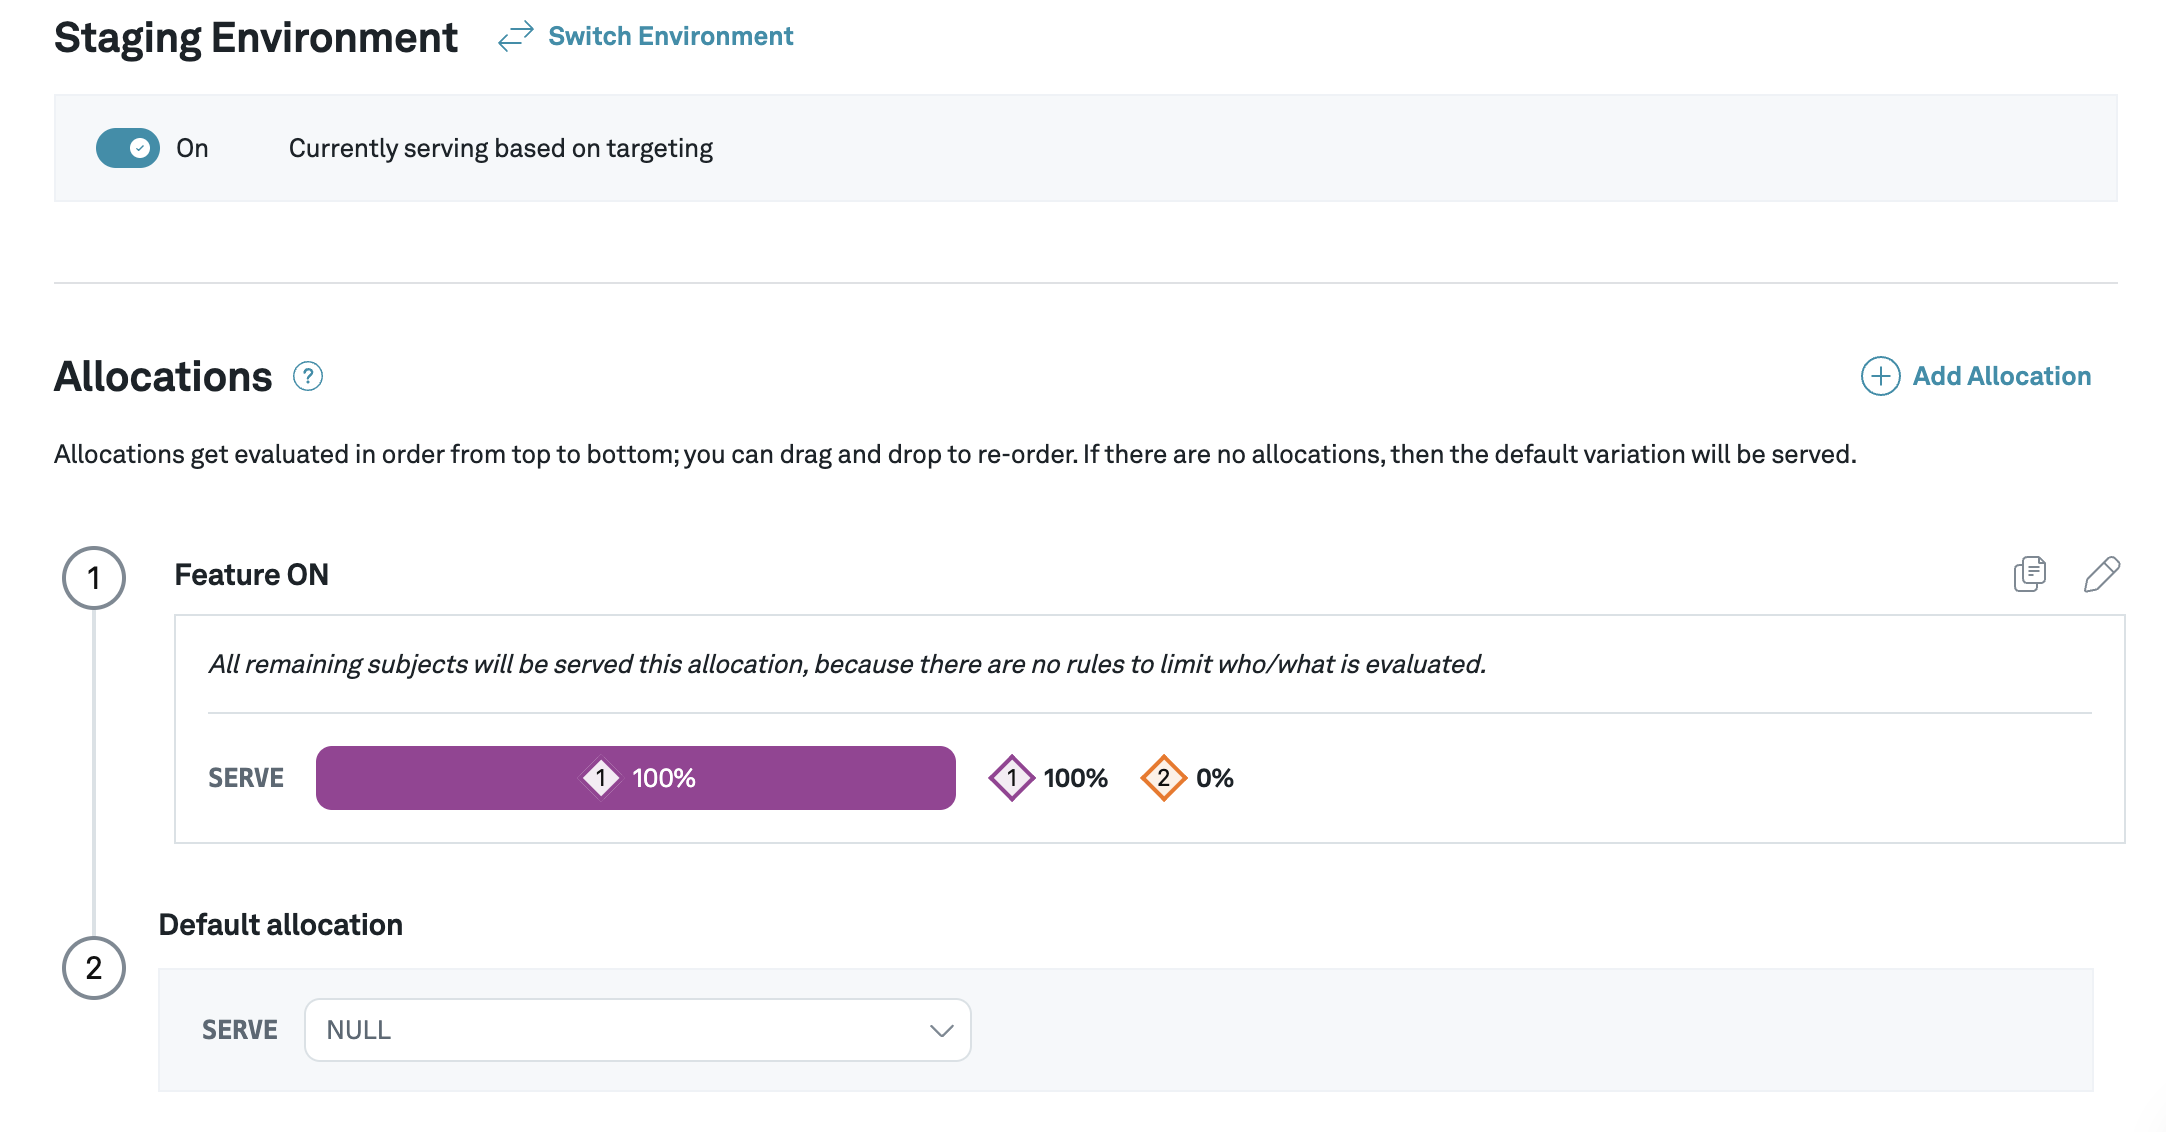 Staging Environment Switch Environment
On Currently serving based on targeting
Allocations ? Add Allocation
Allocations get evaluated in order from top to bottom; you can drag and drop to re-order. If there are no allocations, then the default variation will be served.
1 Feature ON
All remaining subjects will be served this allocation, because there are no rules to limit who/what is evaluated.
SERVE 1 100% 1 100% 2 0%
Default allocation
2
SERVE NULL